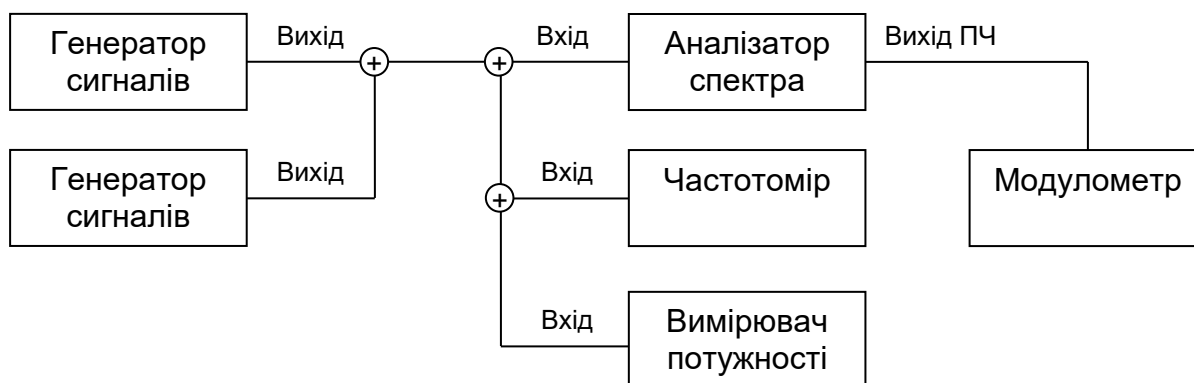 Генератор
сигналів
Вихід
Вхід
Аналізатор
спектра
Вихід ПЧ
Генератор
сигналів
Вихід
Вхід
Частотомір
Модулометр
Вхід
Вимірювач
потужності